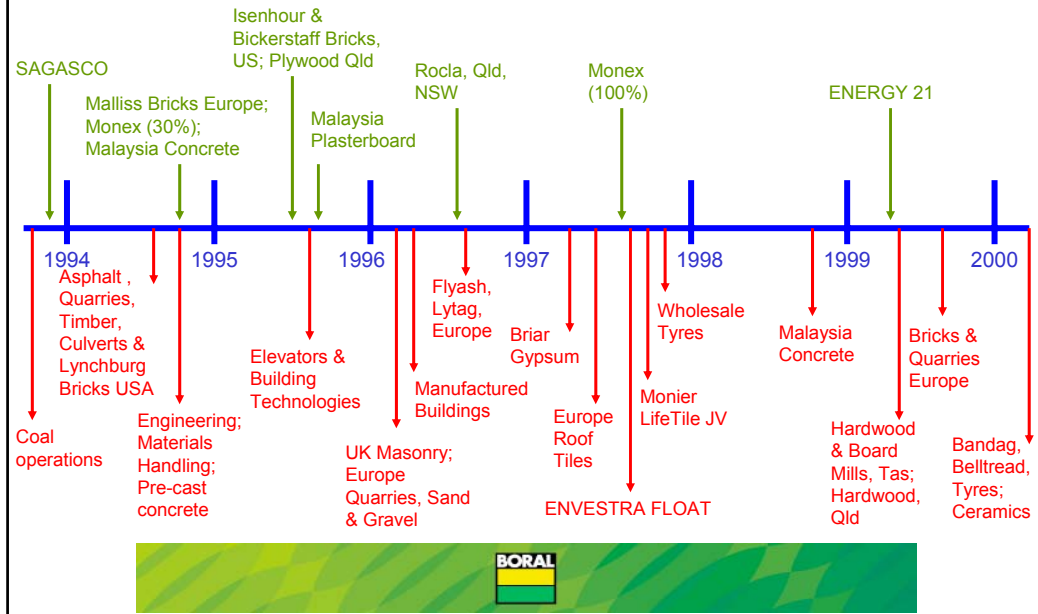 SAGASCO
Malliss Bricks Europe;
Monex (30%);
Malaysia Concrete
Isenhour &
Bickerstaff Bricks,
US; Plywood Qld
Malaysia
Plasterboard
Rocla, Qld,
NSW
Monex
(100%)
ENERGY 21
1994
1995
1996
1997
1998
1999
2000
Coal
operations
Asphalt ,
Quarries,
Timber,
Culverts &
Lynchburg
Bricks USA
Engineering;
Materials
Handling;
Pre-cast
concrete
Elevators &
Building
Technologies
UK Masonry;
Europe
Quarries, Sand
& Gravel
Manufactured
Buildings
Flyash,
Lytag,
Europe
Briar
Gypsum
Europe
Roof
Tiles
ENVESTRA FLOAT
Monier
LifeTile JV
Wholesale
Tyres
Malaysia
Concrete
Hardwood
& Board
Mills, Tas;
Hardwood,
Qld
Bricks &
Quarries
Europe
Bandag,
Belltread,
Tyres;
Ceramics
BORAL